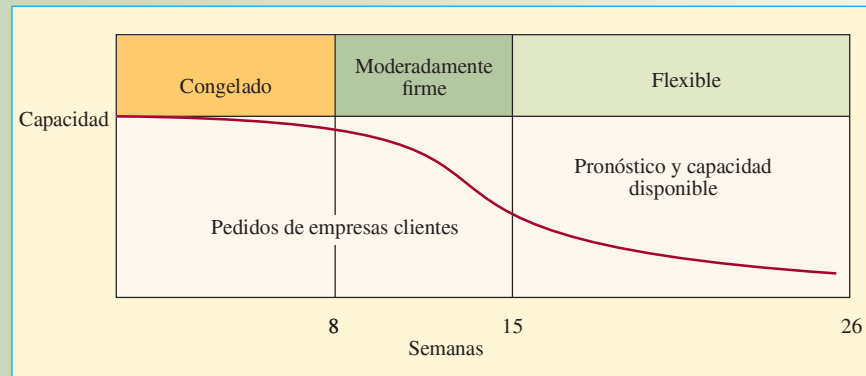 Congelado
Moderadamente
firme
Flexible
Capacidad
Pronóstico y capacidad
disponible
Pedidos de empresas clientes
8
15
26
Semanas